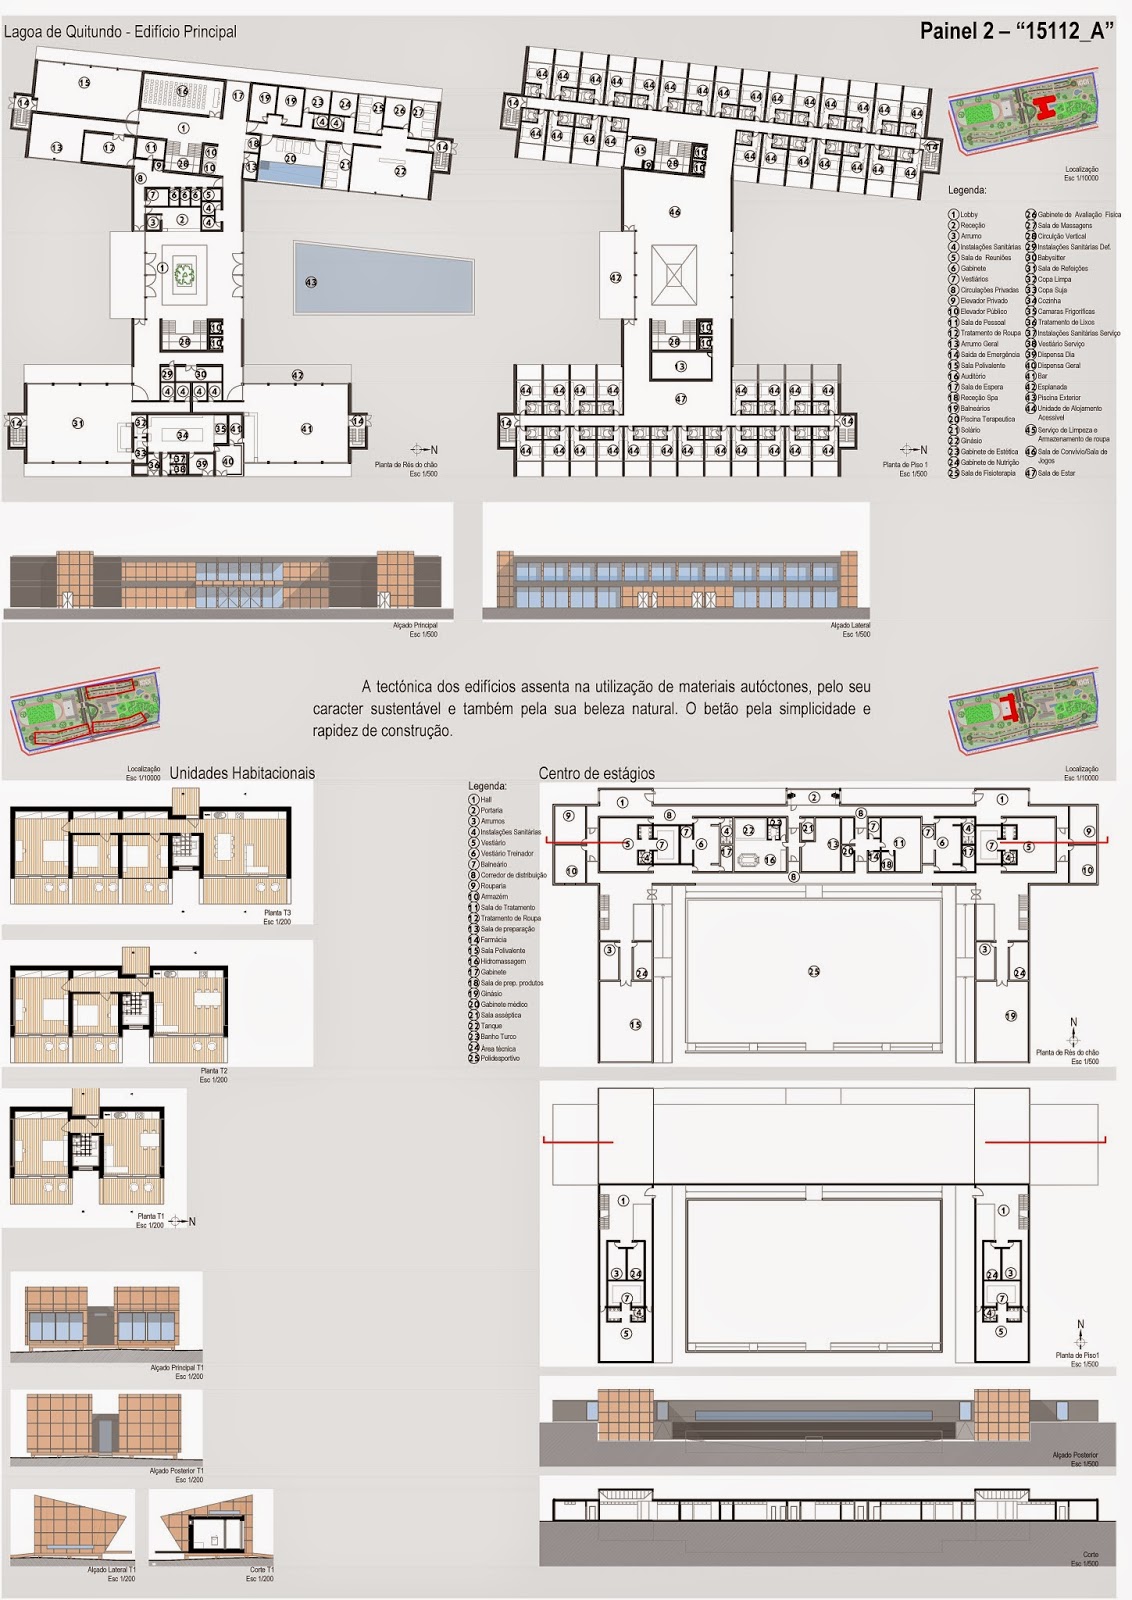 Lagoa de Quitundo - Edifício Principal
Painel 2 – “15112_A”
Localização
Esc 1/10000
Legenda:
1 Lobby
2 Receção
3 Arrumo
4 Instalações Sanitárias
5 Sala de Reuniões
6 Gabinete
7 Vestiários
8 Circulações Privadas
9 Elevador Privado
10 Elevador Público
11 Sala de Pessoal
12 Tratamento de Roupa
13 Arrumo Geral
14 Saida de Emergência
15 Sala Polivalente
16 Auditório
17 Sala de Espera
18 Receção Spa
19 Balneários
20 Piscina Terapeutica
21 Solário
22 Ginásio
23 Gabinete de Estética
24 Gabinete de Nutrição
25 Sala de Fisioterapia
26 Gabinete de Avaliação Fisica
27 Sala de Massagens
28 Circulção Vertical
29 Instalações Sanitárias Def.
30 Babysitter
31 Sala de Refeições
32 Copa Limpa
33 Copa Suja
34 Cozinha
35 Camaras Frigoríficas
36 Tratamento de Lixos
37 Instalações Sanitárias Serviço
38 Vestiário Serviço
39 Dispensa Dia
40 Dispensa Geral
41 Bar
42 Esplanada
43 Piscina Exterior
44 Unidade de Alojamento
Acessivel
45 Serviço de Limpeza e
Armazenamento de roupa
46 Sala de Convívio/Sala de
Jogos
47 Sala de Estar
N
Planta de Rés do chão
Esc 1/500
N
Planta de Piso 1
Esc 1/500
Alçado Principal
Esc 1/500
Alçado Lateral
Esc 1/500
A tectónica dos edifícios assenta na utilização de materiais autóctones, pelo seu
caracter sustentável e também pela sua beleza natural. O betão pela simplicidade e
rapidez de construção.
Localização
Esc 1/10000
Localização
Esc 1/10000
Unidades Habitacionais
Planta T3
Esc 1/200
Planta T2
Esc 1/200
Planta T1
Esc 1/200
N
Alçado Principal T1
Esc 1/200
Alçado Posterior T1
Esc 1/200
Alçado Lateral T1
Esc 1/200
Corte T1
Esc 1/200
Centro de estágios
Legenda:
1 Hall
2 Portaria
3 Arrumos
4 Instalações Sanitárias
5 Vestiário
6 Vestiário Treinador
7 Balneário
8 Corredor de distribuição
9 Rouparia
10 Armazém
11 Sala de Tratamento
12 Tratamento de Roupa
13 Sala de preparação
14 Farmácia
15 Sala Polivalente
16 Hidromassagem
17 Gabinete
18 Sala de prep. produtos
19 Ginásio
20 Gabinete médico
21 Sala asséptica
22 Tanque
23 Banho Turco
24 Área técnica
25 Polidesportivo
N
Planta de Rés do chão
Esc 1/500
N
Planta de Piso1
Esc 1/500
Alçado Posterior
Esc 1/500
Corte
Esc 1/500